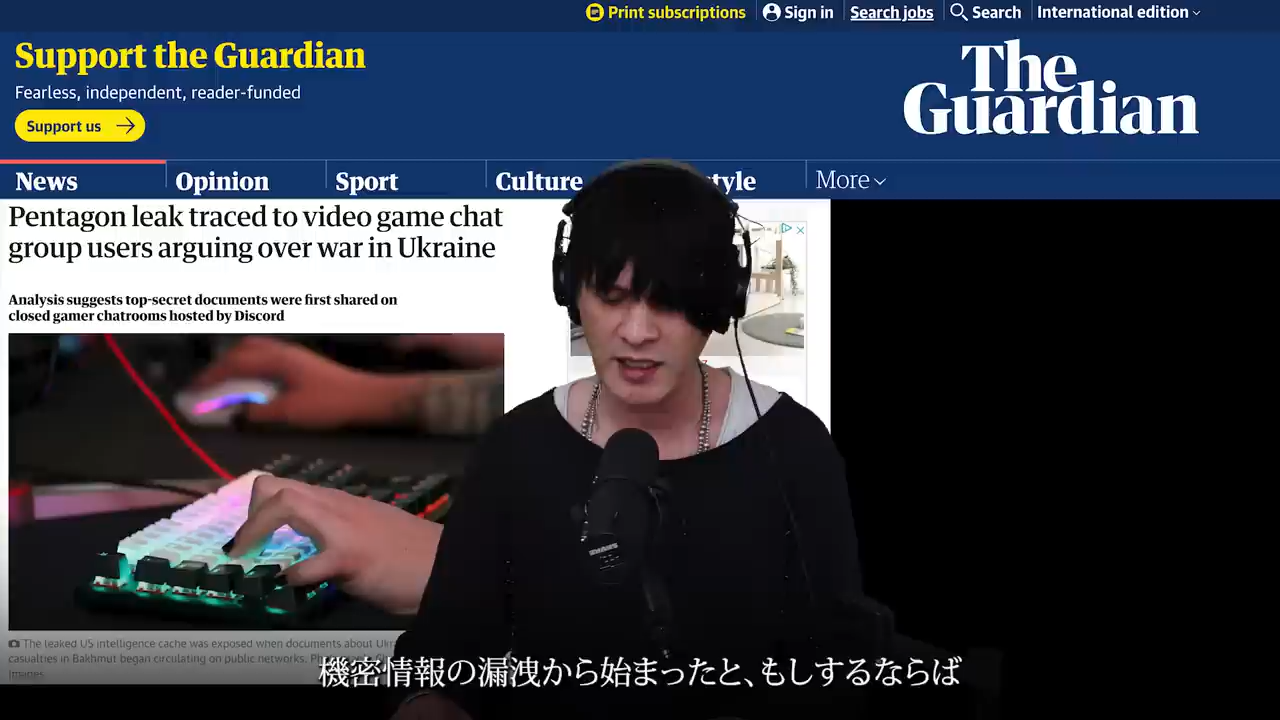 Print subscriptions
Sign in
Search jobs
Search
International edition
Support the Guardian
Fearless, independent, reader-funded
Support us
The
Guardian
News
Opinion
Sport
Culture
style
More
Pentagon leak traced to video game chat
group users arguing over war in Ukraine
Analysis suggests top-secret documents were first shared on
closed gamer chatrooms hosted by Discord
The leaked US intelligence cache was exposed when documents about
casualties in Bakhmut began circulating on public networks.
Images
SHURE
機密情報の漏洩から始まったと、もしするならば